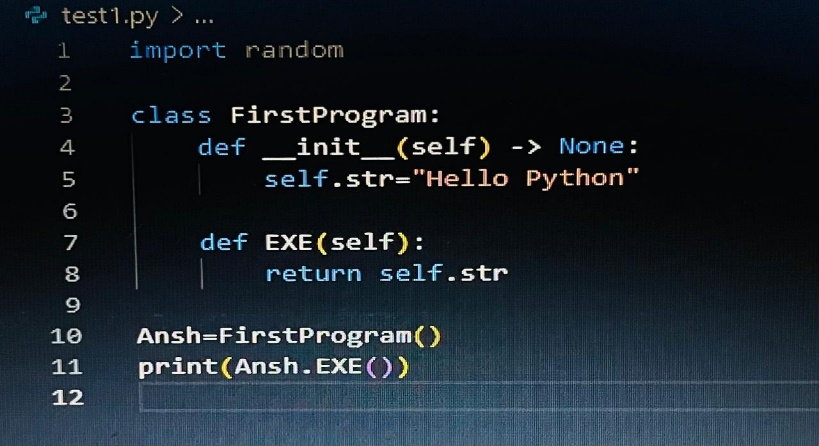 test1.py > ...
1 import random
2
3 class FirstProgram:
4     def __init__(self) -> None:
5         self.str="Hello Python"
6
7     def EXE(self):
8         return self.str
9
10 Ansh=FirstProgram()
11 print(Ansh.EXE())
12